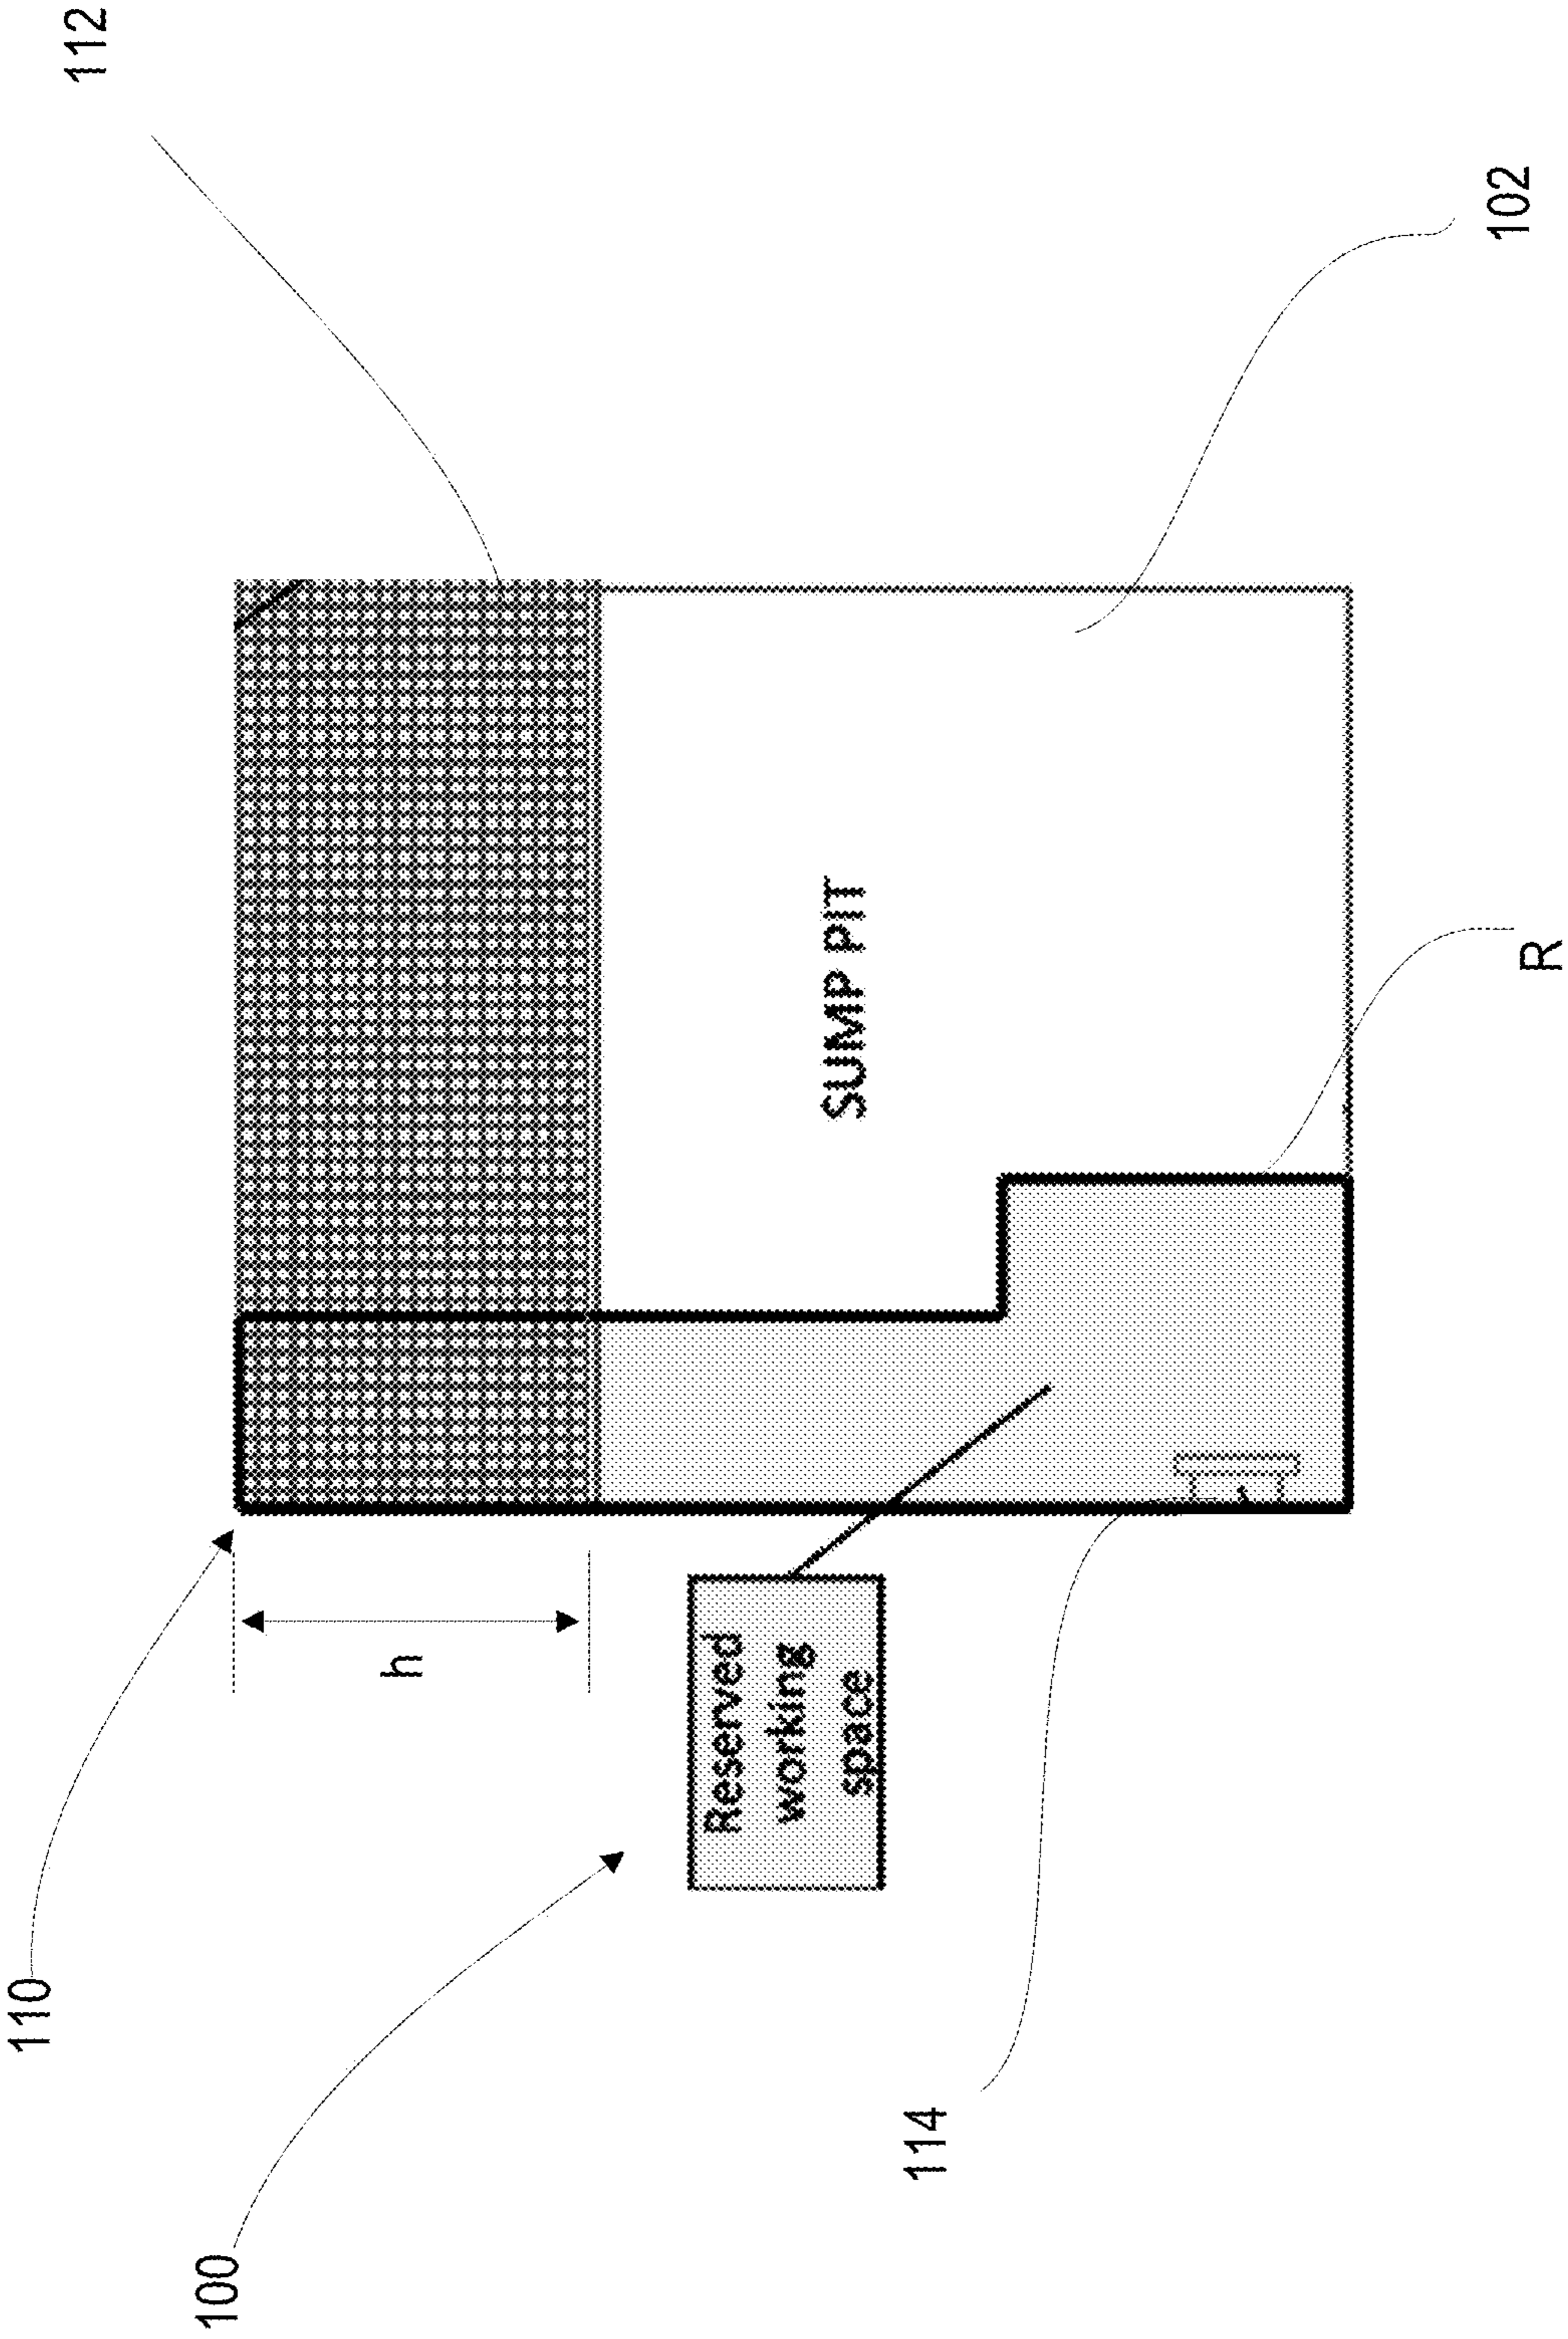 110
112
100
h
Reserved
working
space
SUMP PIT
114
R
102